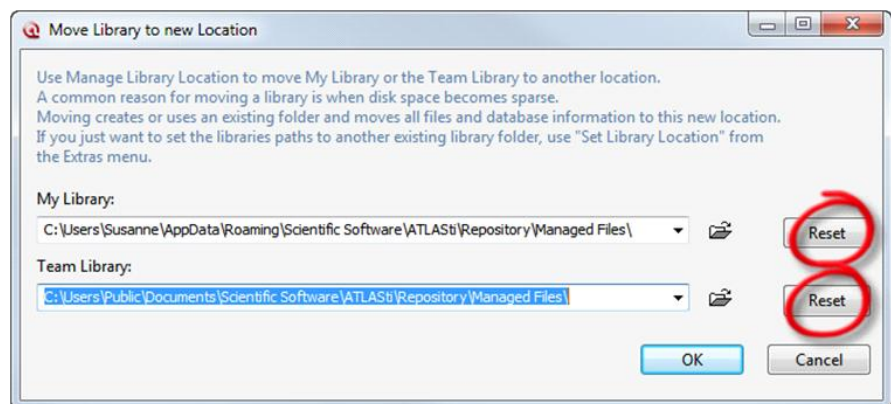 Move Library to new Location
Use Manage Library Location to move My Library or the Team Library to another location.
A common reason for moving a library is when disk space becomes sparse.
Moving creates or uses an existing folder and moves all files and database information to this new location.
If you just want to set the libraries paths to another existing library folder, use "Set Library Location" from
the Extras menu.
My Library:
C:\Users\Susanne\AppData\Roaming\Scientific Software\ATLASti\Repository\Managed Files\
Reset
Team Library:
C:\Users\Public\Documents\Scientific Software\ATLASti\Repository\Managed Files\
Reset
OK
Cancel